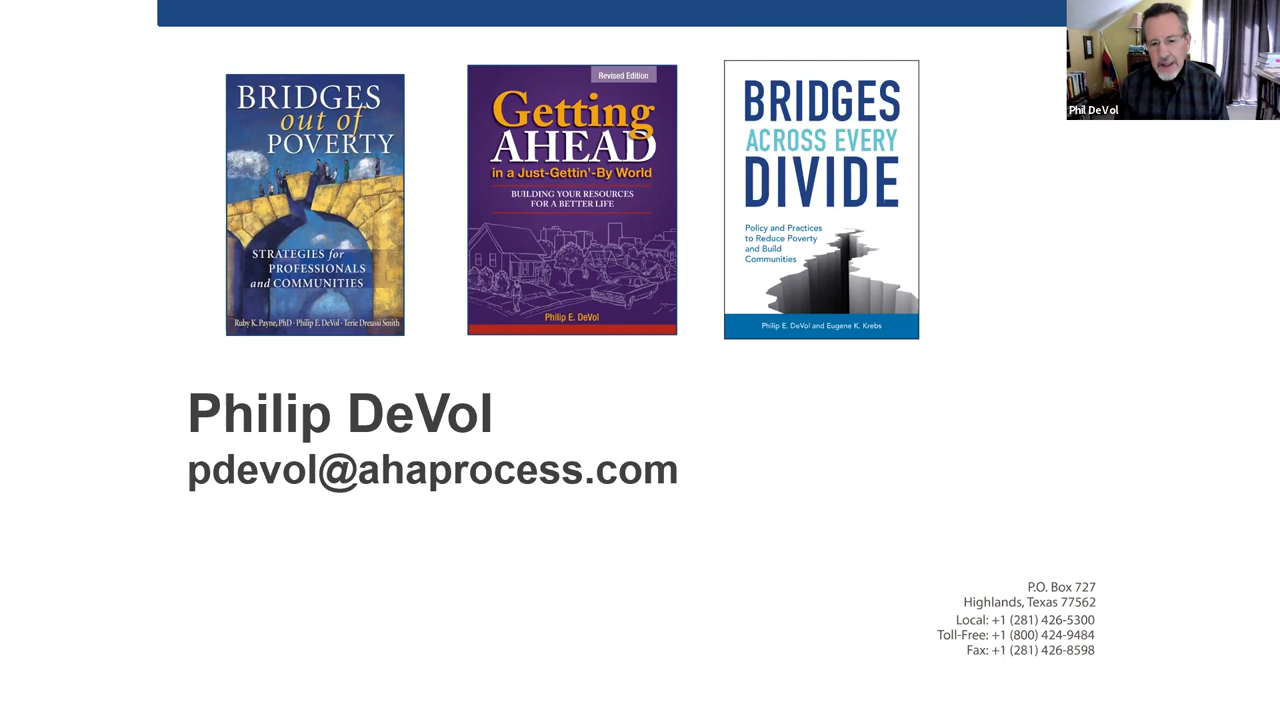 BRIDGES
out of
POVERTY
STRATEGIES for
PROFESSIONALS
and COMMUNITIES
Ruby K. Payne, PhD · Philip E. DeVol · Terie Dreussi Smith
Revised Edition
Getting
AHEAD
in a Just-Gettin'-By World
BUILDING YOUR RESOURCES
FOR A BETTER LIFE
Philip E. DeVol
BRIDGES
ACROSS EVERY
DIVIDE
Policy and Practices
to Reduce Poverty
and Build
Communities
Philip E. DeVol and Eugene K. Krebs
Phil DeVol
Philip DeVol
pdevol@ahaprocess.com
P.O. Box 727
Highlands, Texas 77562
Local: +1 (281) 426-5300
Toll-Free: +1 (800) 424-9484
Fax: +1 (281) 426-8598